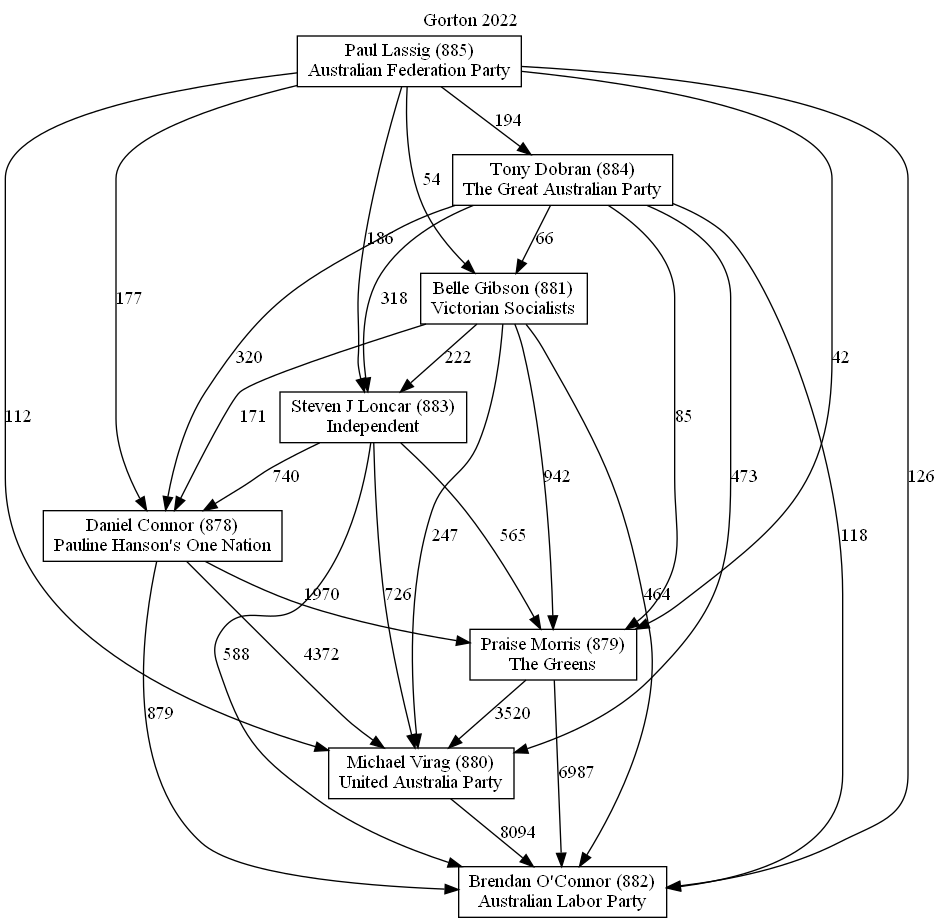 Gorton 2022
Paul Lassig (885)
Australian Federation Party
194
Tony Dobran (884)
The Great Australian Party
54
186
66
Belle Gibson (881)
Victorian Socialists
177
318
320
222
42
112
171
85
126
Steven J Loncar (883)
Independent
740
942
473
Daniel Connor (878)
Pauline Hanson's One Nation
247
565
118
1970
726
464
Praise Morris (879)
The Greens
588
4372
879
3520
Michael Virag (880)
United Australia Party
6987
8094
Brendan O'Connor (882)
Australian Labor Party